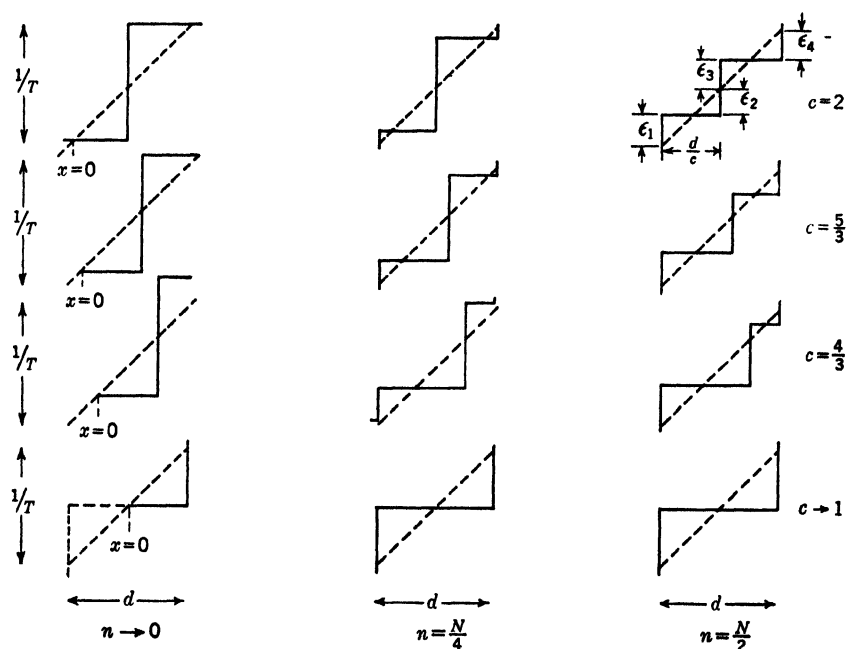 1/T
x=0
ϵ₁
ϵ₃
ϵ₂
ϵ₄
d/c
c=2
1/T
x=0
c=5/3
1/T
x=0
c=4/3
1/T
x=0
c→1
d
d
d
n→0
n=N/4
n=N/2